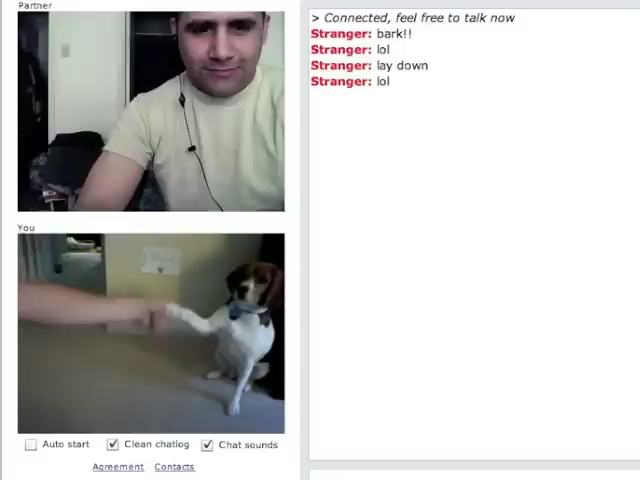 Partner
> Connected, feel free to talk now
Stranger: bark!!
Stranger: lol
Stranger: lay down
Stranger: lol
You
Auto start
Clean chatlog
Chat sounds
Agreement
Contacts